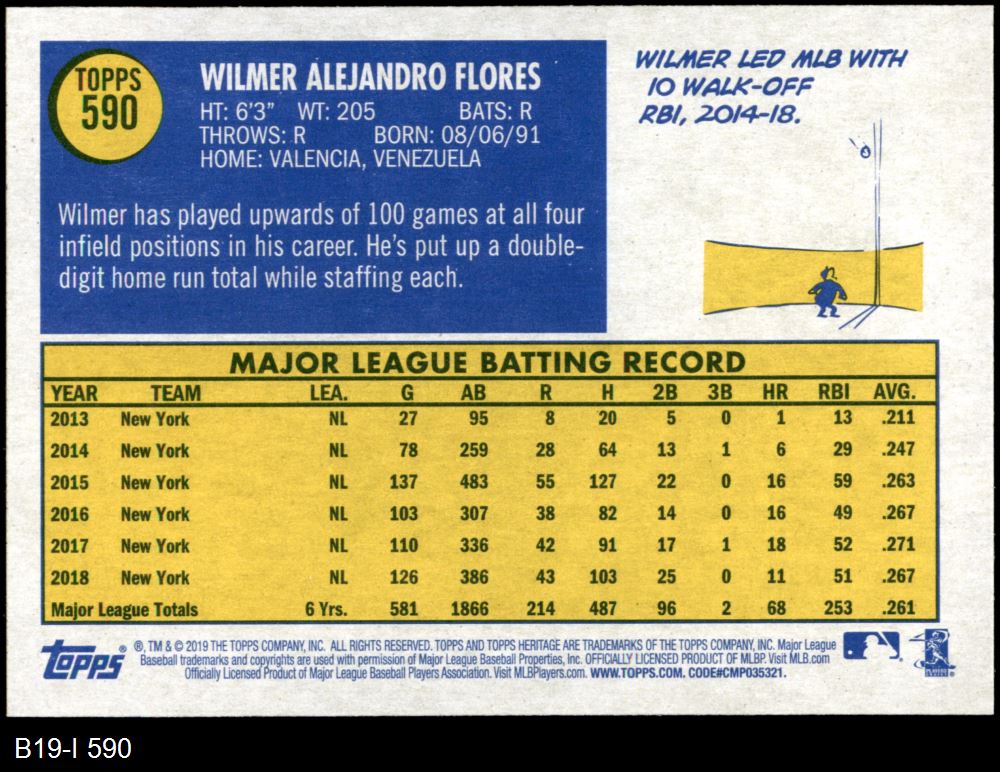 TOPPS
590
WILMER ALEJANDRO FLORES
HT: 6'3" WT: 205 BATS: R
THROWS: R BORN: 08/06/91
HOME: VALENCIA, VENEZUELA
Wilmer has played upwards of 100 games at all four
infield positions in his career. He's put up a double-
digit home run total while staffing each.
WILMER LED MLB WITH
10 WALK-OFF
RBI, 2014-18.
MAJOR LEAGUE BATTING RECORD
YEAR TEAM LEA. G AB R H 2B 3B HR RBI AVG.
2013 New York NL 27 95 8 20 5 0 1 13 .211
2014 New York NL 78 259 28 64 13 1 6 29 .247
2015 New York NL 137 483 55 127 22 0 16 59 .263
2016 New York NL 103 307 38 82 14 0 16 49 .267
2017 New York NL 110 336 42 91 17 1 18 52 .271
2018 New York NL 126 386 43 103 25 0 11 51 .267
Major League Totals 6 Yrs. 581 1866 214 487 96 2 68 253 .261
topps
®, TM & © 2019 THE TOPPS COMPANY, INC. ALL RIGHTS RESERVED. TOPPS AND TOPPS HERITAGE ARE TRADEMARKS OF THE TOPPS COMPANY, INC. Major League
Baseball trademarks and copyrights are used with permission of Major League Baseball Properties, Inc. OFFICIALLY LICENSED PRODUCT OF MLBP. Visit MLB.com
Officially Licensed Product of Major League Baseball Players Association. Visit MLBPlayers.com. WWW.TOPPS.COM. CODE#CMP035321.
B19-I 590